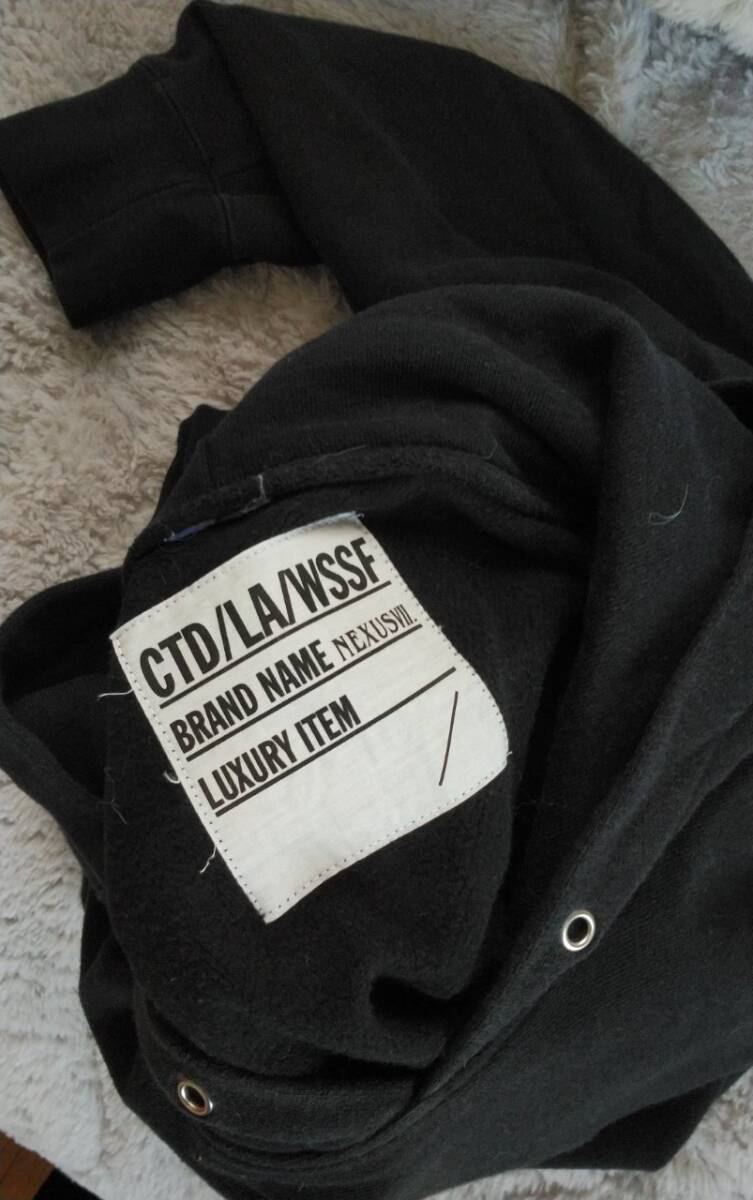 CTD/LA/WSSF
BRAND NAME NEXUSVII.
LUXURY ITEM
/